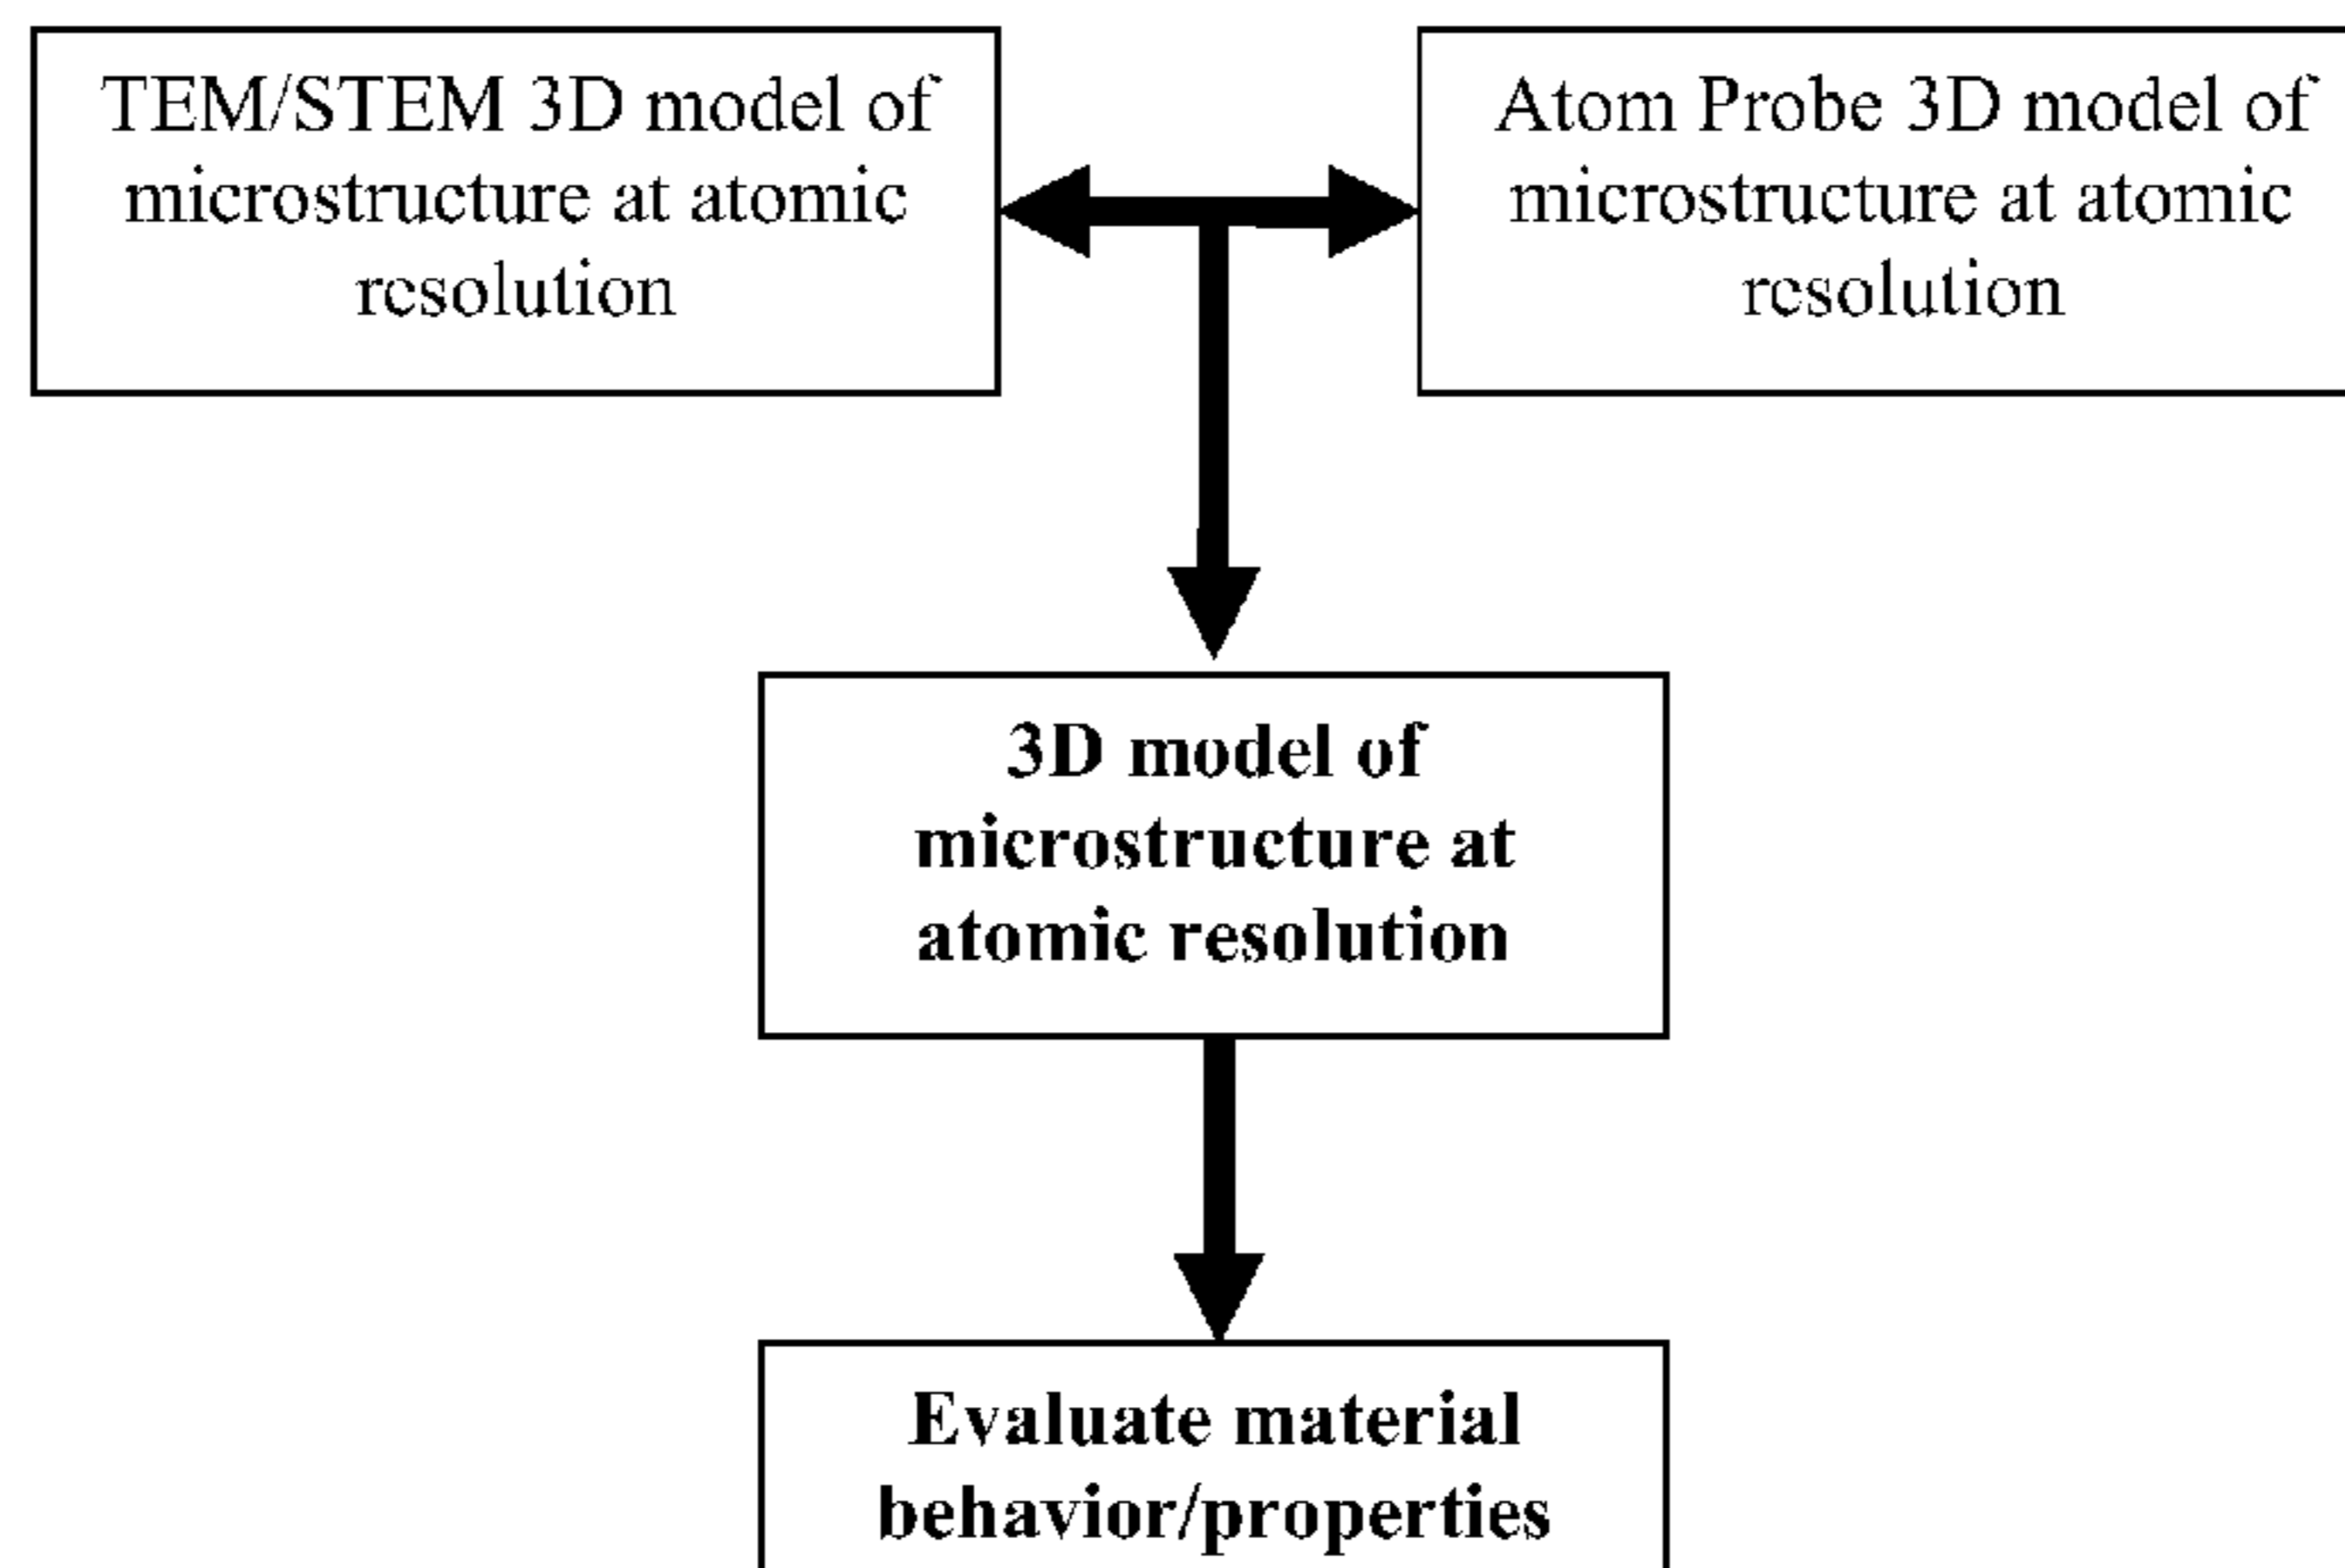 TEM/STEM 3D model of
microstructure at atomic
resolution
Atom Probe 3D model of
microstructure at atomic
resolution
3D model of
microstructure at
atomic resolution
Evaluate material
behavior/properties